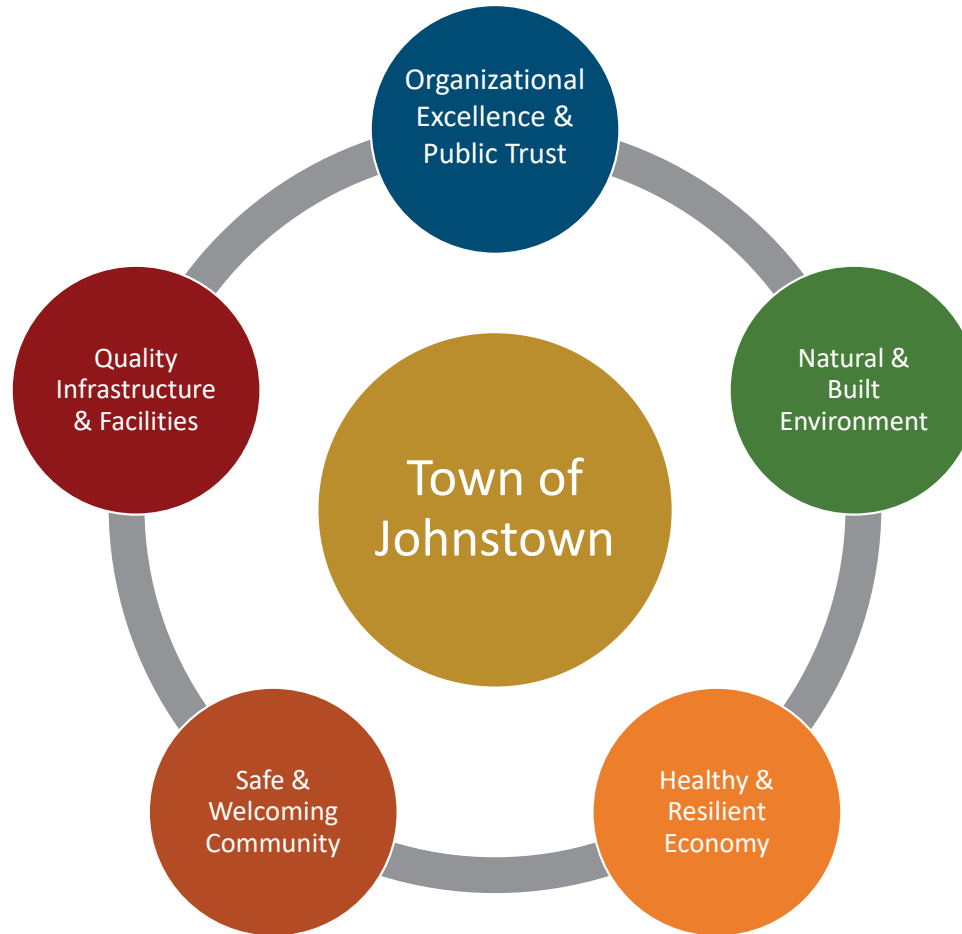 Organizational
Excellence &
Public Trust
Natural &
Built
Environment
Healthy &
Resilient
Economy
Safe &
Welcoming
Community
Quality
Infrastructure
& Facilities
Town of
Johnstown